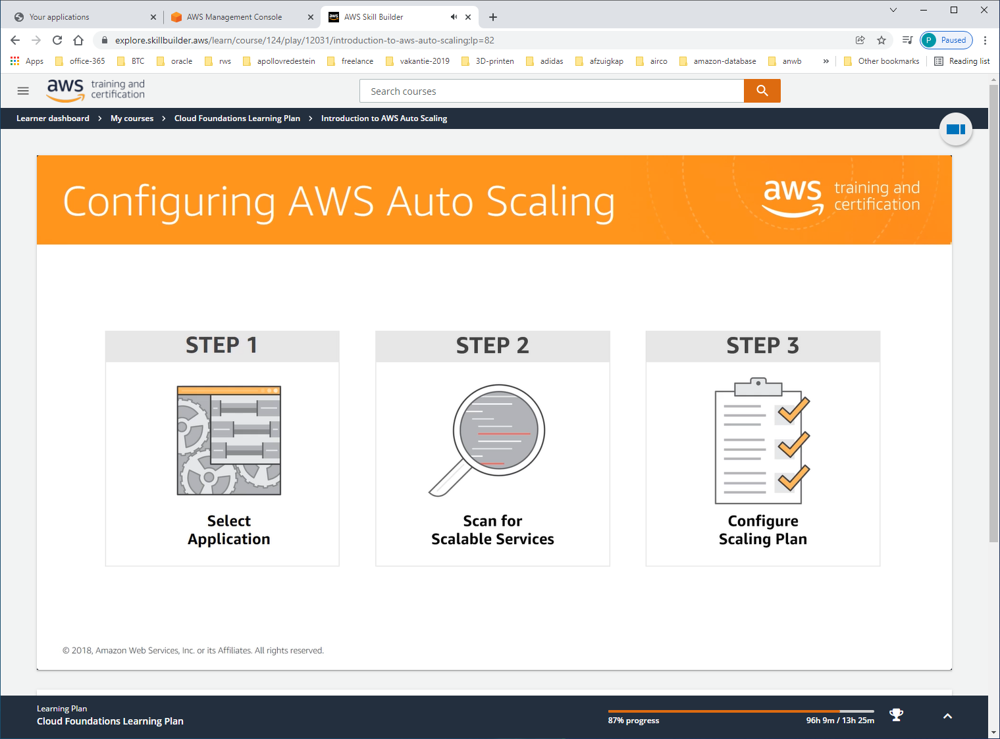 Your applications
AWS Management Console
aws
AWS Skill Builder
explore.skillbuilder.aws/learn/course/124/play/12031/introduction-to-aws-auto-scaling;lp=82
P Paused
Apps office-365 BTC oracle rws apollovredestein freelance vakantie-2019 3D-printen adidas afzuigkap airco amazon-database anwb » Other bookmarks Reading list
aws training and
certification
Search courses
Learner dashboard > My courses > Cloud Foundations Learning Plan > Introduction to AWS Auto Scaling
Configuring AWS Auto Scaling
aws training and
certification
STEP 1
Select
Application
STEP 2
Scan for
Scalable Services
STEP 3
Configure
Scaling Plan
© 2018, Amazon Web Services, Inc. or its Affiliates. All rights reserved.
Learning Plan
Cloud Foundations Learning Plan
87% progress
96h 9m / 13h 25m